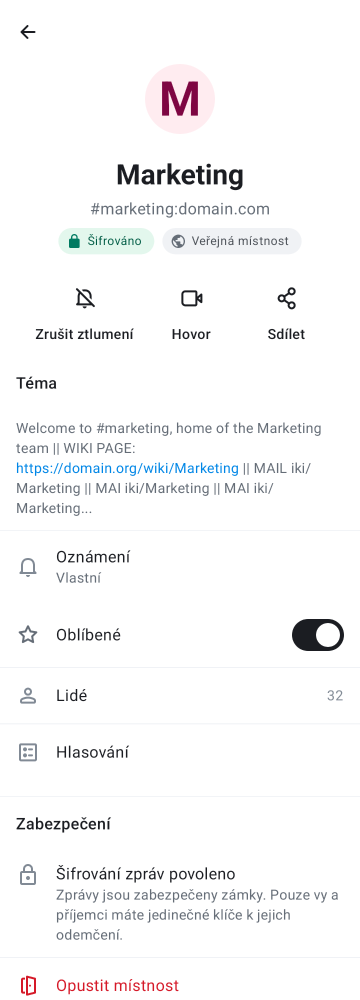 M
Marketing
#marketing:domain.com
Šifrováno
Veřejná místnost
Zrušit ztlumení
Hovor
Sdílet
Téma
Welcome to #marketing, home of the Marketing
team || WIKI PAGE:
https://domain.org/wiki/Marketing || MAIL iki/
Marketing || MAI iki/Marketing || MAI iki/
Marketing...
Oznámení
Vlastní
Oblíbené
Lidé
32
Hlasování
Zabezpečení
Šifrování zpráv povoleno
Zprávy jsou zabezpečeny zámky. Pouze vy a
příjemci máte jedinečné klíče k jejich
odemčení.
Opustit místnost